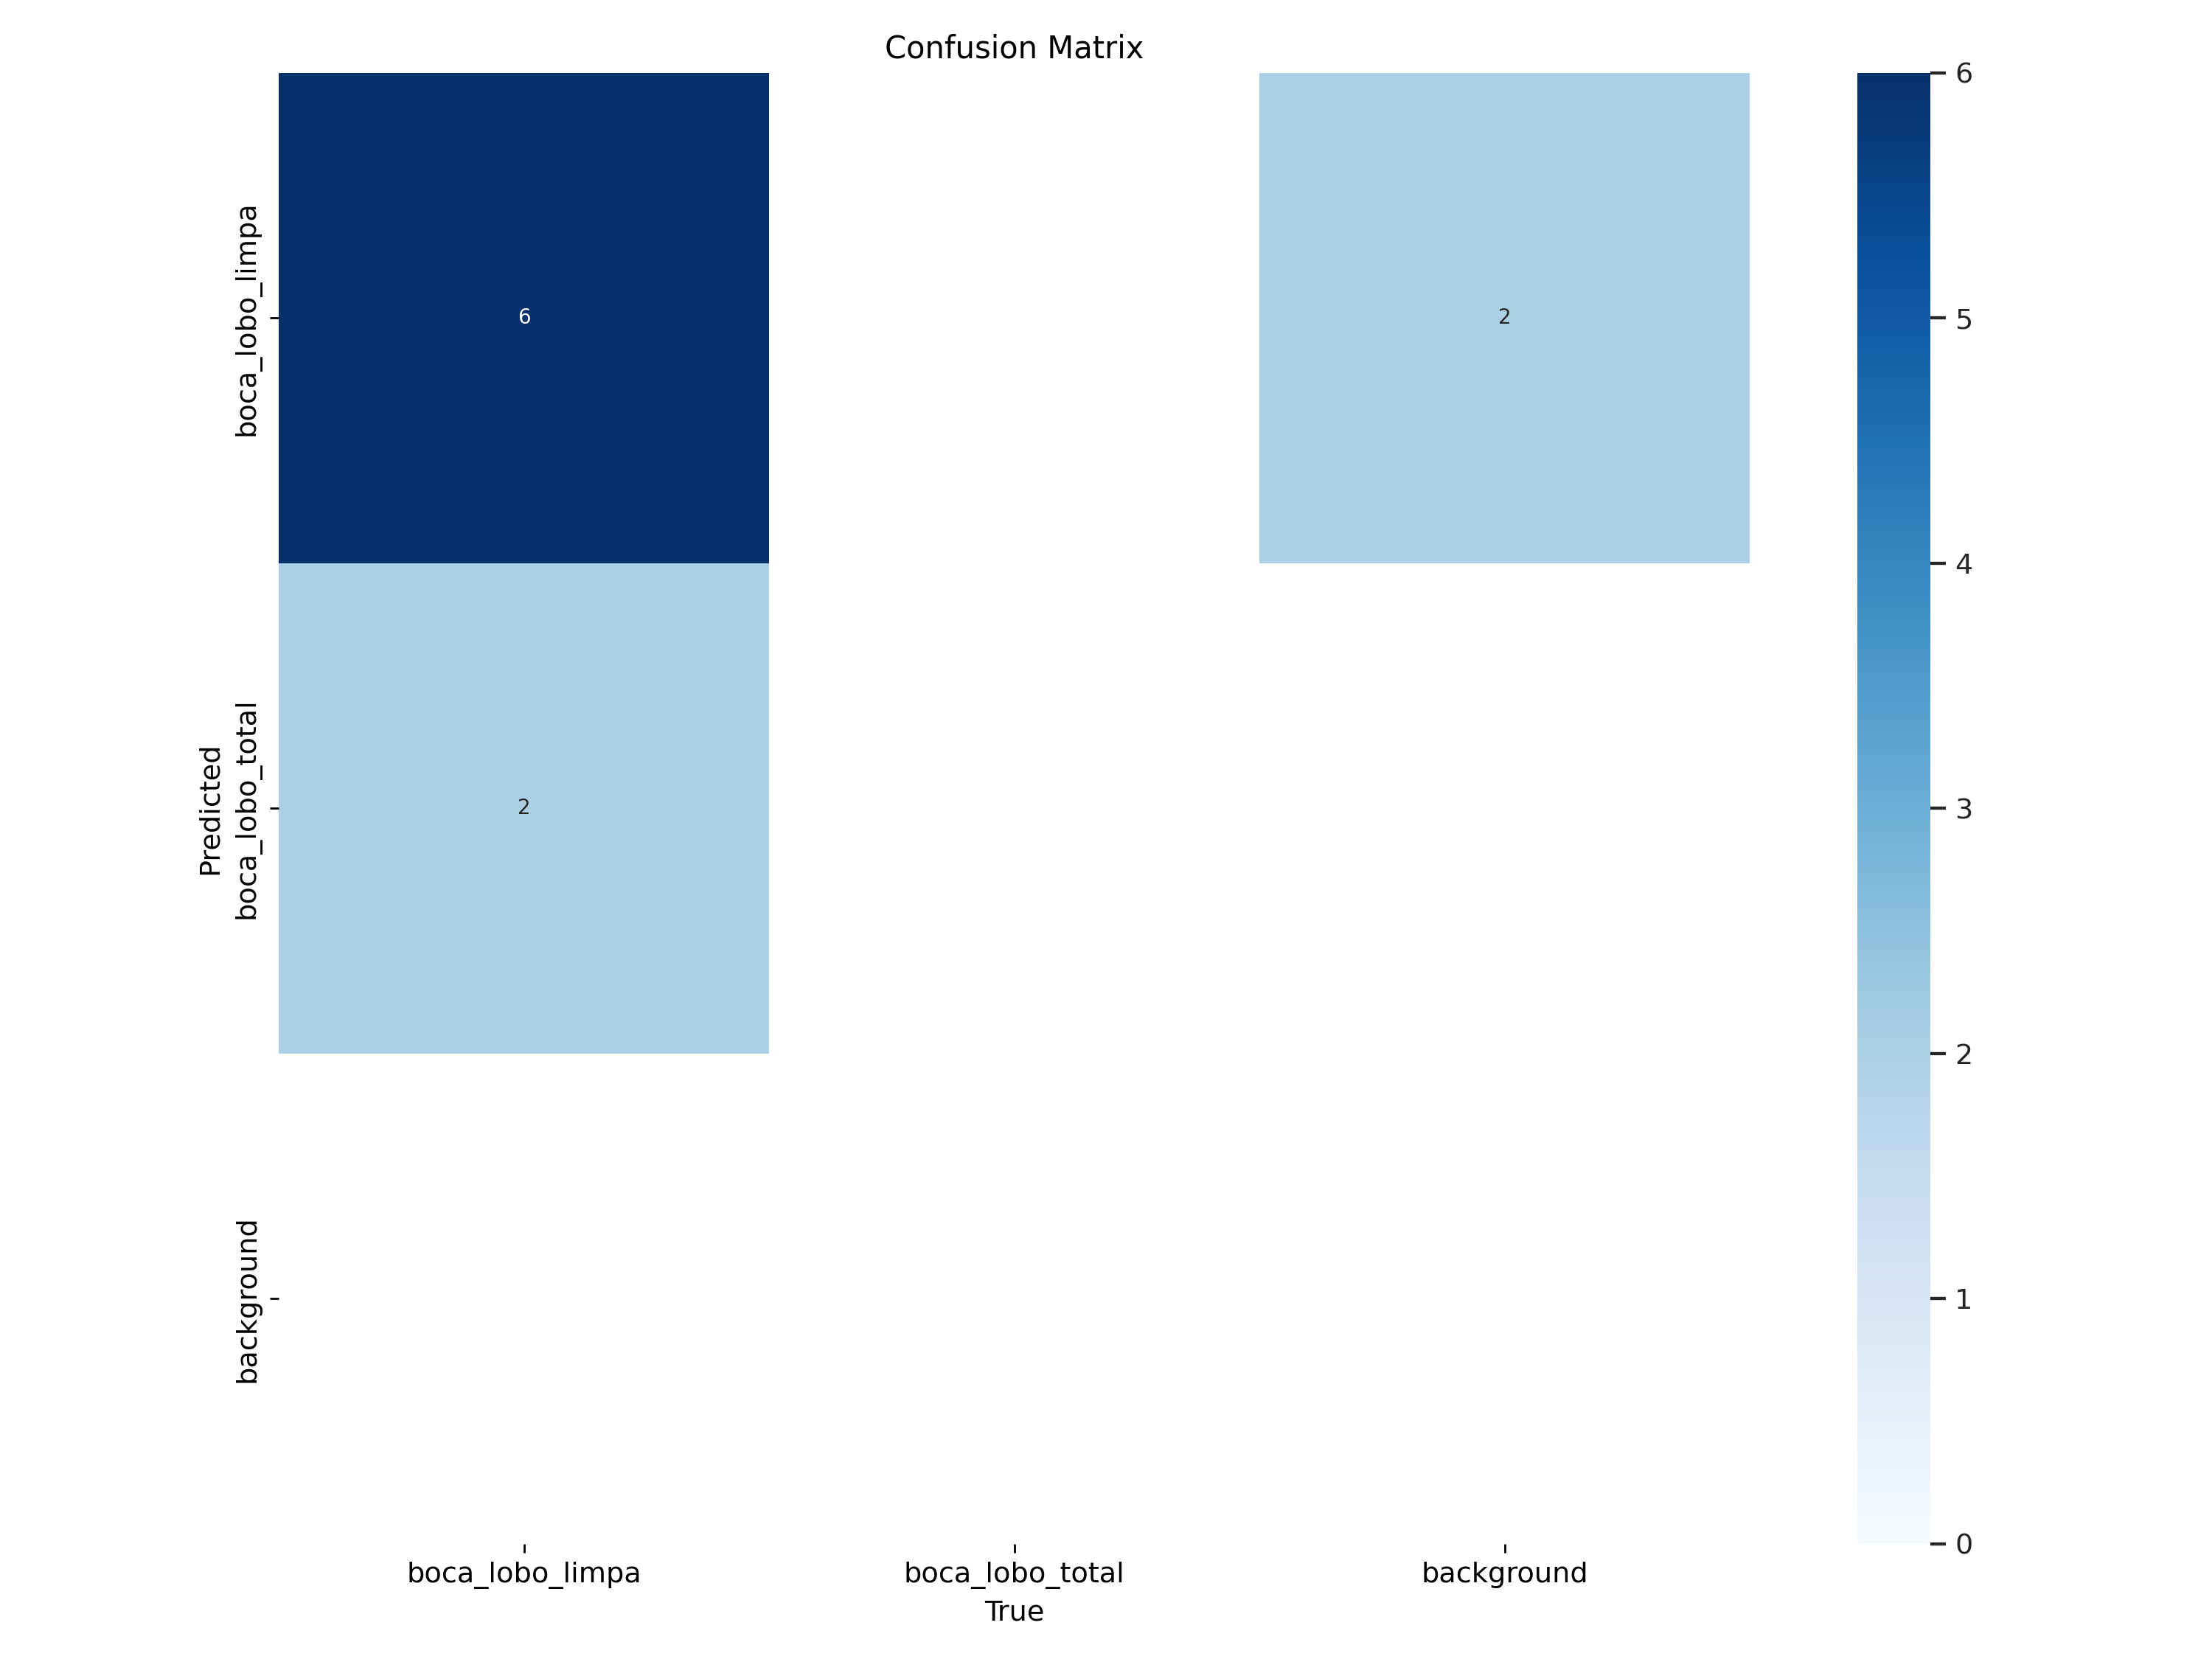 Confusion Matrix
boca_lobo_limpa
boca_lobo_total
background
Predicted
6
2
2
boca_lobo_limpa
boca_lobo_total
background
True
6
5
4
3
2
1
0